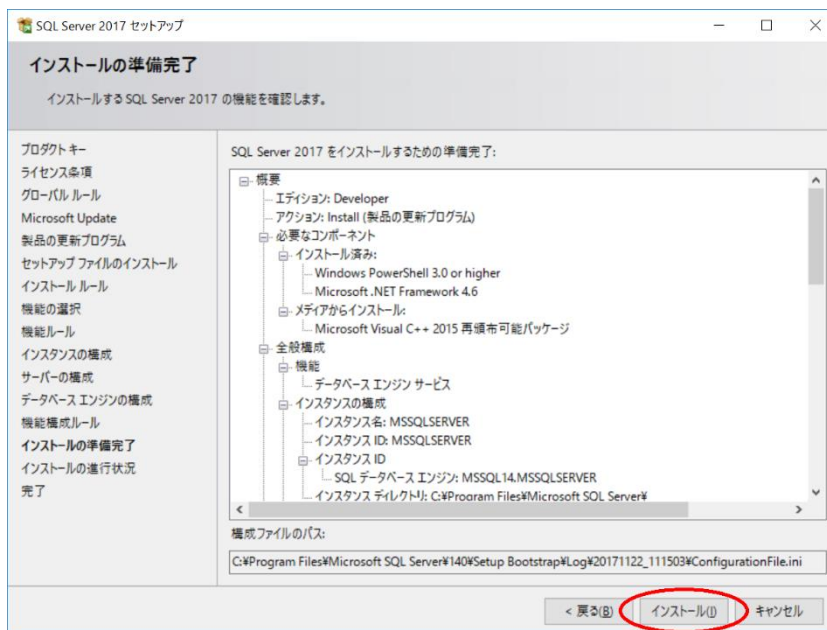 SQL Server 2017 セットアップ
インストールの準備完了
インストールする SQL Server 2017 の機能を確認します。
プロダクト キー
ライセンス条項
グローバル ルール
Microsoft Update
製品の更新プログラム
セットアップ ファイルのインストール
インストール ルール
機能の選択
機能ルール
インスタンスの構成
サーバーの構成
データベース エンジンの構成
機能構成ルール
インストールの準備完了
インストールの進行状況
完了
SQL Server 2017 をインストールするための準備完了:
概要
エディション: Developer
アクション: Install (製品の更新プログラム)
必要なコンポーネント
インストール済み:
Windows PowerShell 3.0 or higher
Microsoft .NET Framework 4.6
メディアからインストール:
Microsoft Visual C++ 2015 再頒布可能パッケージ
全般構成
機能
データベース エンジン サービス
インスタンスの構成
インスタンス名: MSSQLSERVER
インスタンス ID: MSSQLSERVER
インスタンス ID
SQL データベース エンジン: MSSQL14.MSSQLSERVER
インスタンス ディレクトリ: C:¥Program Files¥Microsoft SQL Server¥
構成ファイルのパス:
C:¥Program Files¥Microsoft SQL Server¥140¥Setup Bootstrap¥Log¥20171122_111503¥ConfigurationFile.ini
< 戻る(B)
インストール(I)
キャンセル